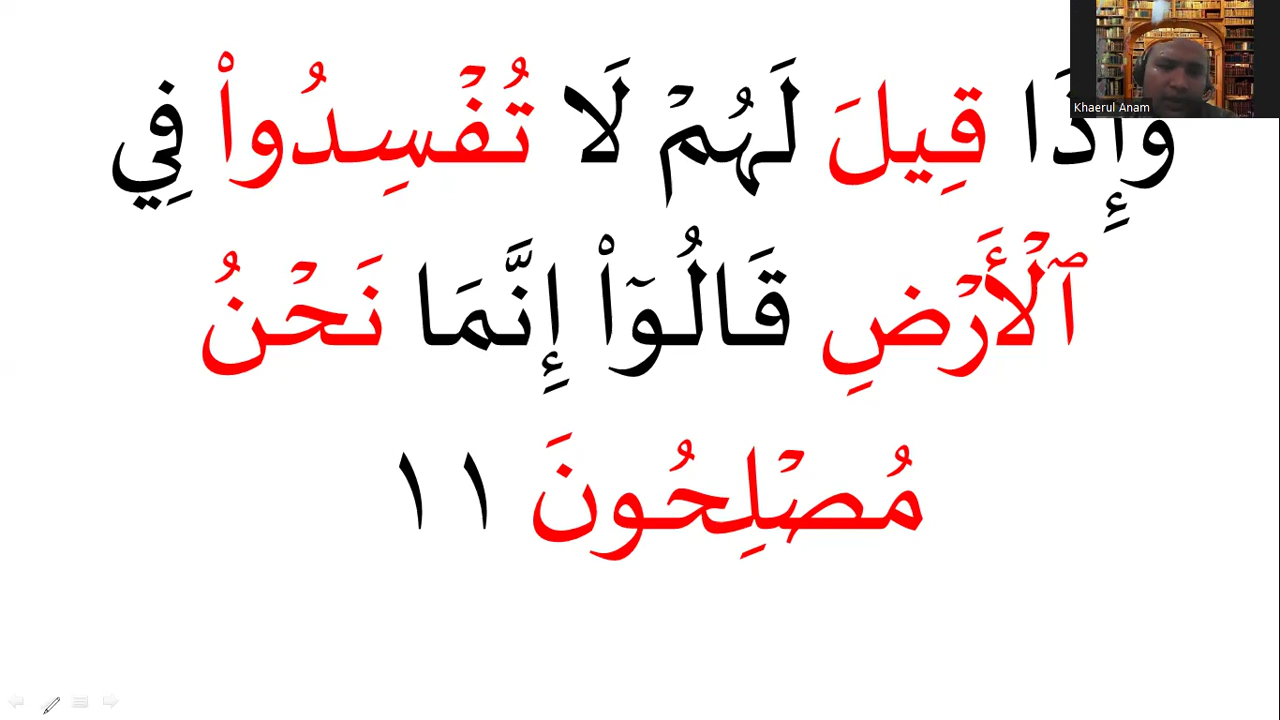 وَإِذَا قِيلَ لَهُمۡ لَا تُفۡسِدُواْ فِي
ٱلۡأَرۡضِ قَالُوٓاْ إِنَّمَا نَحۡنُ
مُصۡلِحُونَ ١١
Khaerul Anam